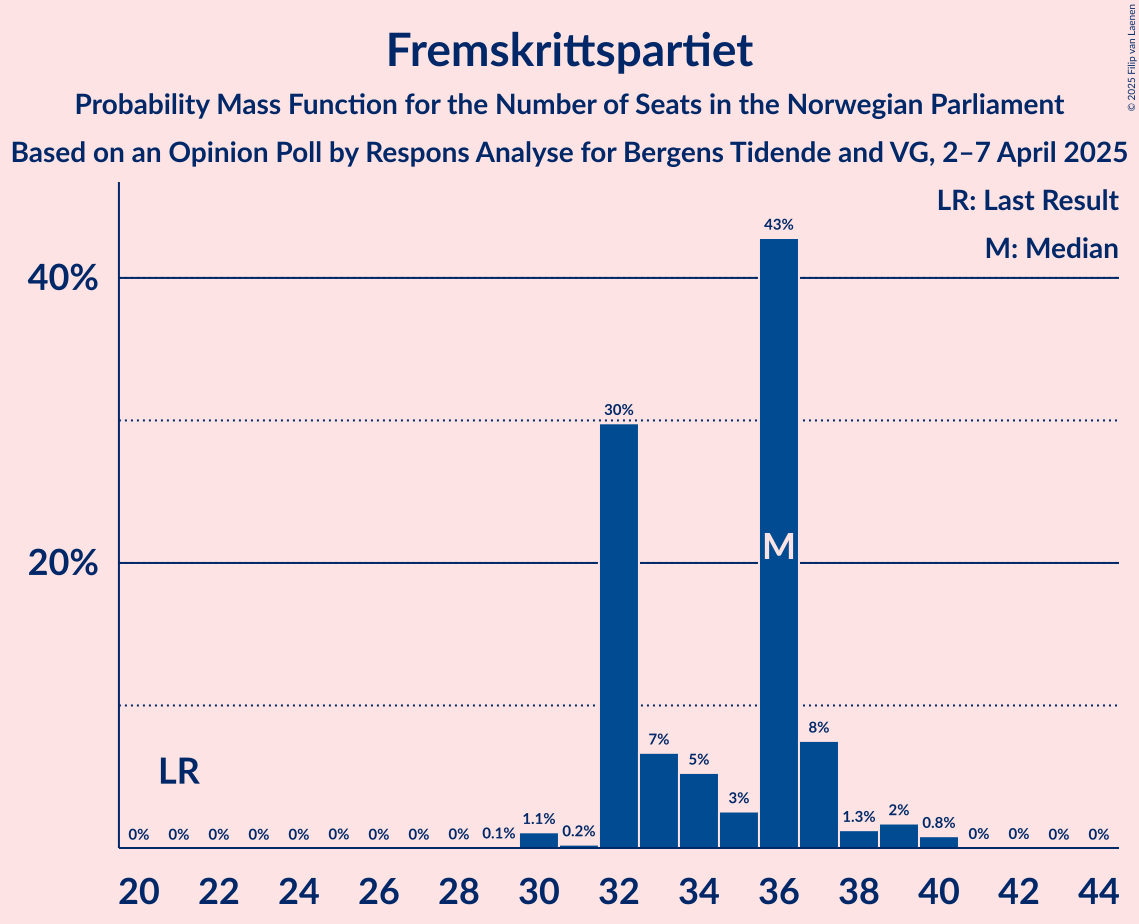 Fremskrittspartiet
Probability Mass Function for the Number of Seats in the Norwegian Parliament
Based on an Opinion Poll by Respons Analyse for Bergens Tidende and VG, 2–7 April 2025
© 2025 Filip van Laenen
LR: Last Result
M: Median
43%
40%
30%
M
20%
8%
7%
5%
LR
3%
2%
1.3%
1.1%
0.8%
0% 0% 0% 0% 0% 0% 0% 0% 0% 0.1% 0.2% 0% 0% 0% 0%
20 22 24 26 28 30 32 34 36 38 40 42 44